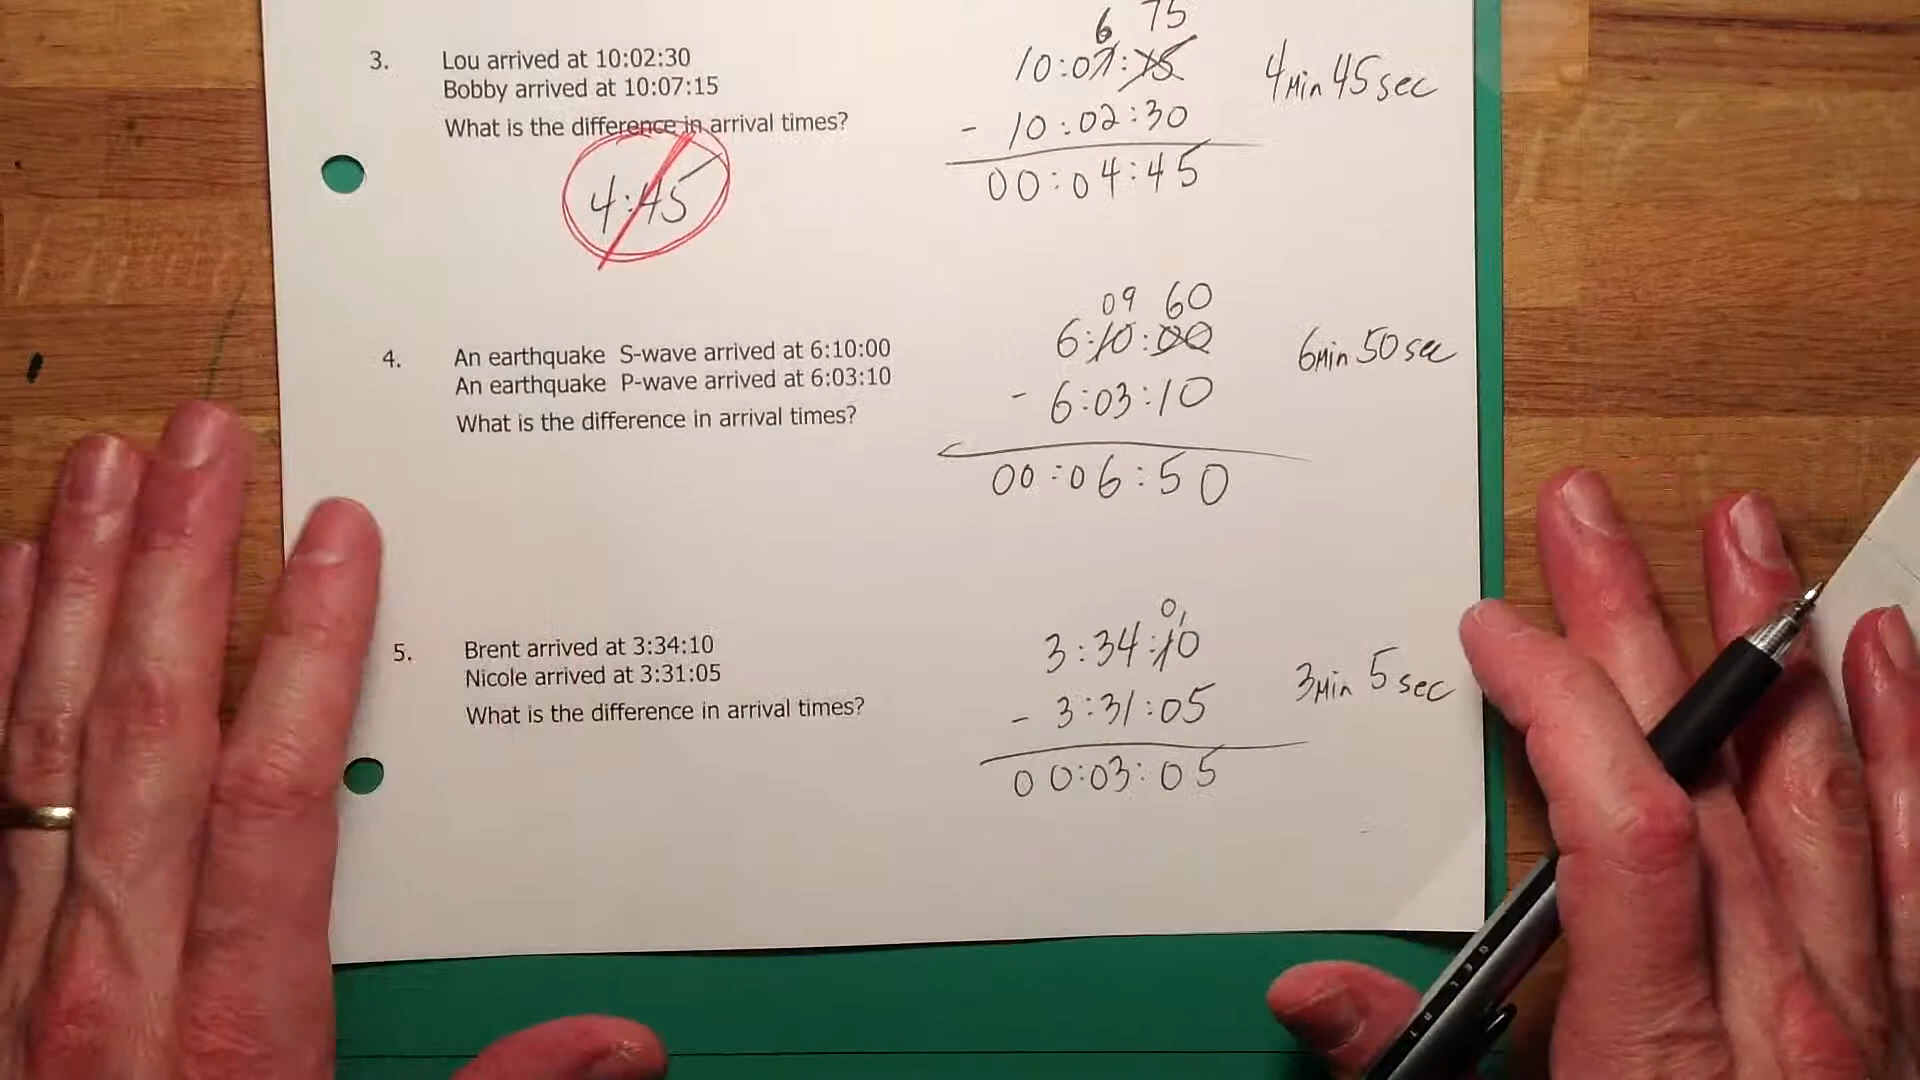 3.
Lou arrived at 10:02:30
Bobby arrived at 10:07:15
What is the difference in arrival times?
4:45
6 75
10:07:15
- 10:02:30
00:04:45
4 Min 45 sec
4.
An earthquake S-wave arrived at 6:10:00
An earthquake P-wave arrived at 6:03:10
What is the difference in arrival times?
09 60
6:10:00
- 6:03:10
00:06:50
6 Min 50 sec
5.
Brent arrived at 3:34:10
Nicole arrived at 3:31:05
What is the difference in arrival times?
0 1
3:34:10
- 3:31:05
00:03:05
3 Min 5 sec